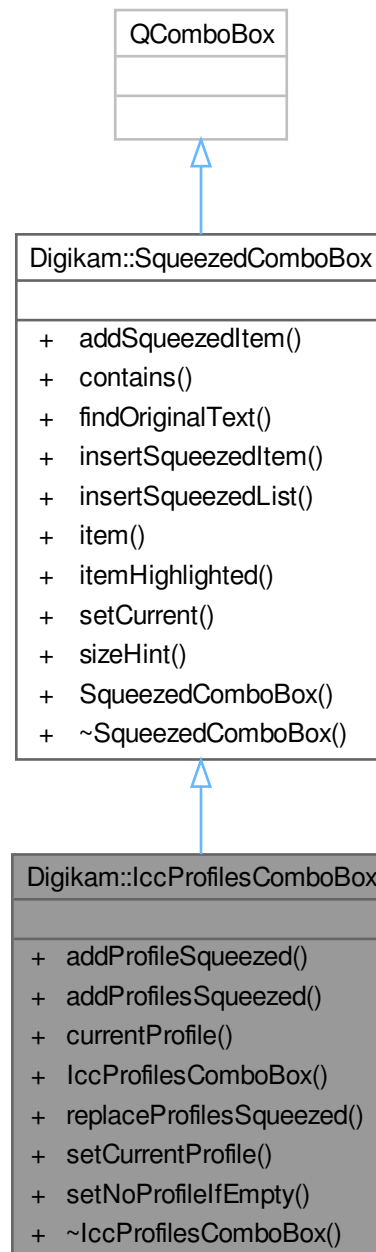 QComboBox
Digikam::SqueezedComboBox
+ addSqueezedItem()
+ contains()
+ findOriginalText()
+ insertSqueezedItem()
+ insertSqueezedList()
+ item()
+ itemHighlighted()
+ setCurrent()
+ sizeHint()
+ SqueezedComboBox()
+ ~SqueezedComboBox()
Digikam::IccProfilesComboBox
+ addProfileSqueezed()
+ addProfilesSqueezed()
+ currentProfile()
+ IccProfilesComboBox()
+ replaceProfilesSqueezed()
+ setCurrentProfile()
+ setNoProfileIfEmpty()
+ ~IccProfilesComboBox()